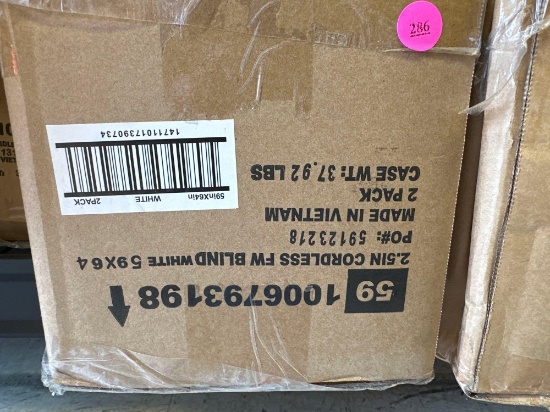 286
59 1006793198
2.5IN CORDLESS FW BLIND WHITE 59X64
PO#: 59123218
MADE IN VIETNAM
2 PACK
CASE WT: 37.92 LBS
59inX64in WHITE 2PACK
14711017390734